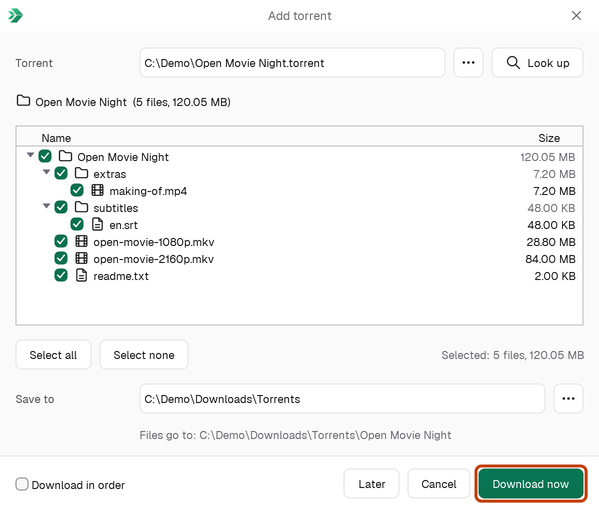 Add torrent
Torrent C:\Demo\Open Movie Night.torrent ••• Look up
Open Movie Night (5 files, 120.05 MB)
Name Size
Open Movie Night 120.05 MB
extras 7.20 MB
making-of.mp4 7.20 MB
subtitles 48.00 KB
en.srt 48.00 KB
open-movie-1080p.mkv 28.80 MB
open-movie-2160p.mkv 84.00 MB
readme.txt 2.00 KB
Select all Select none Selected: 5 files, 120.05 MB
Save to C:\Demo\Downloads\Torrents •••
Files go to: C:\Demo\Downloads\Torrents\Open Movie Night
Download in order Later Cancel Download now